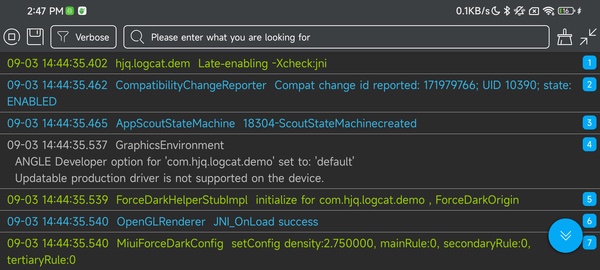 2:47 PM 0.1KB/s 16
Verbose Please enter what you are looking for
09-03 14:44:35.402 hjq.logcat.dem Late-enabling -Xcheck:jni 1
09-03 14:44:35.462 CompatibilityChangeReporter Compat change id reported: 171979766; UID 10390; state: 2
ENABLED
09-03 14:44:35.465 AppScoutStateMachine 18304-ScoutStateMachinecreated 3
09-03 14:44:35.537 GraphicsEnvironment 4
ANGLE Developer option for 'com.hjq.logcat.demo' set to: 'default'
Updatable production driver is not supported on the device.
09-03 14:44:35.539 ForceDarkHelperStubImpl initialize for com.hjq.logcat.demo , ForceDarkOrigin 5
09-03 14:44:35.540 OpenGLRenderer JNI_OnLoad success 6
09-03 14:44:35.540 MiuiForceDarkConfig setConfig density:2.750000, mainRule:0, secondaryRule:0, 7
tertiaryRule:0